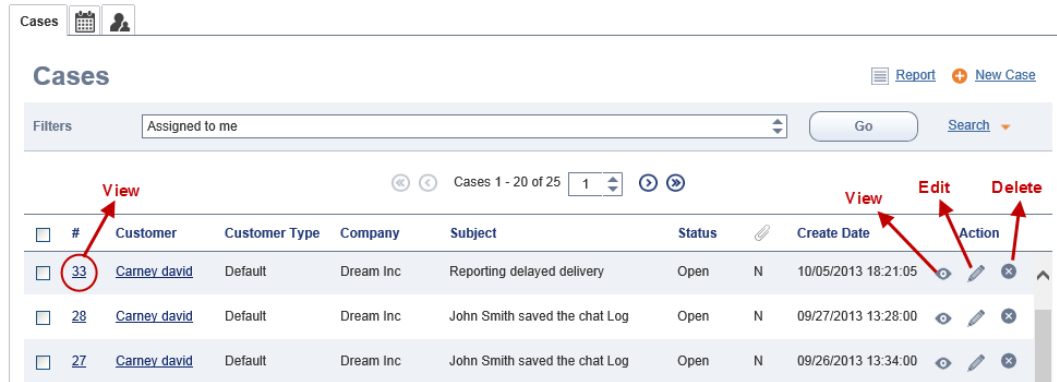 Cases
Cases
Report New Case
Filters Assigned to me Go Search
Cases 1 - 20 of 25 1
View View Edit Delete
# Customer Customer Type Company Subject Status Create Date Action
33 Carney david Default Dream Inc Reporting delayed delivery Open N 10/05/2013 18:21:05
28 Carney david Default Dream Inc John Smith saved the chat Log Open N 09/27/2013 13:28:00
27 Carney david Default Dream Inc John Smith saved the chat Log Open N 09/26/2013 13:34:00